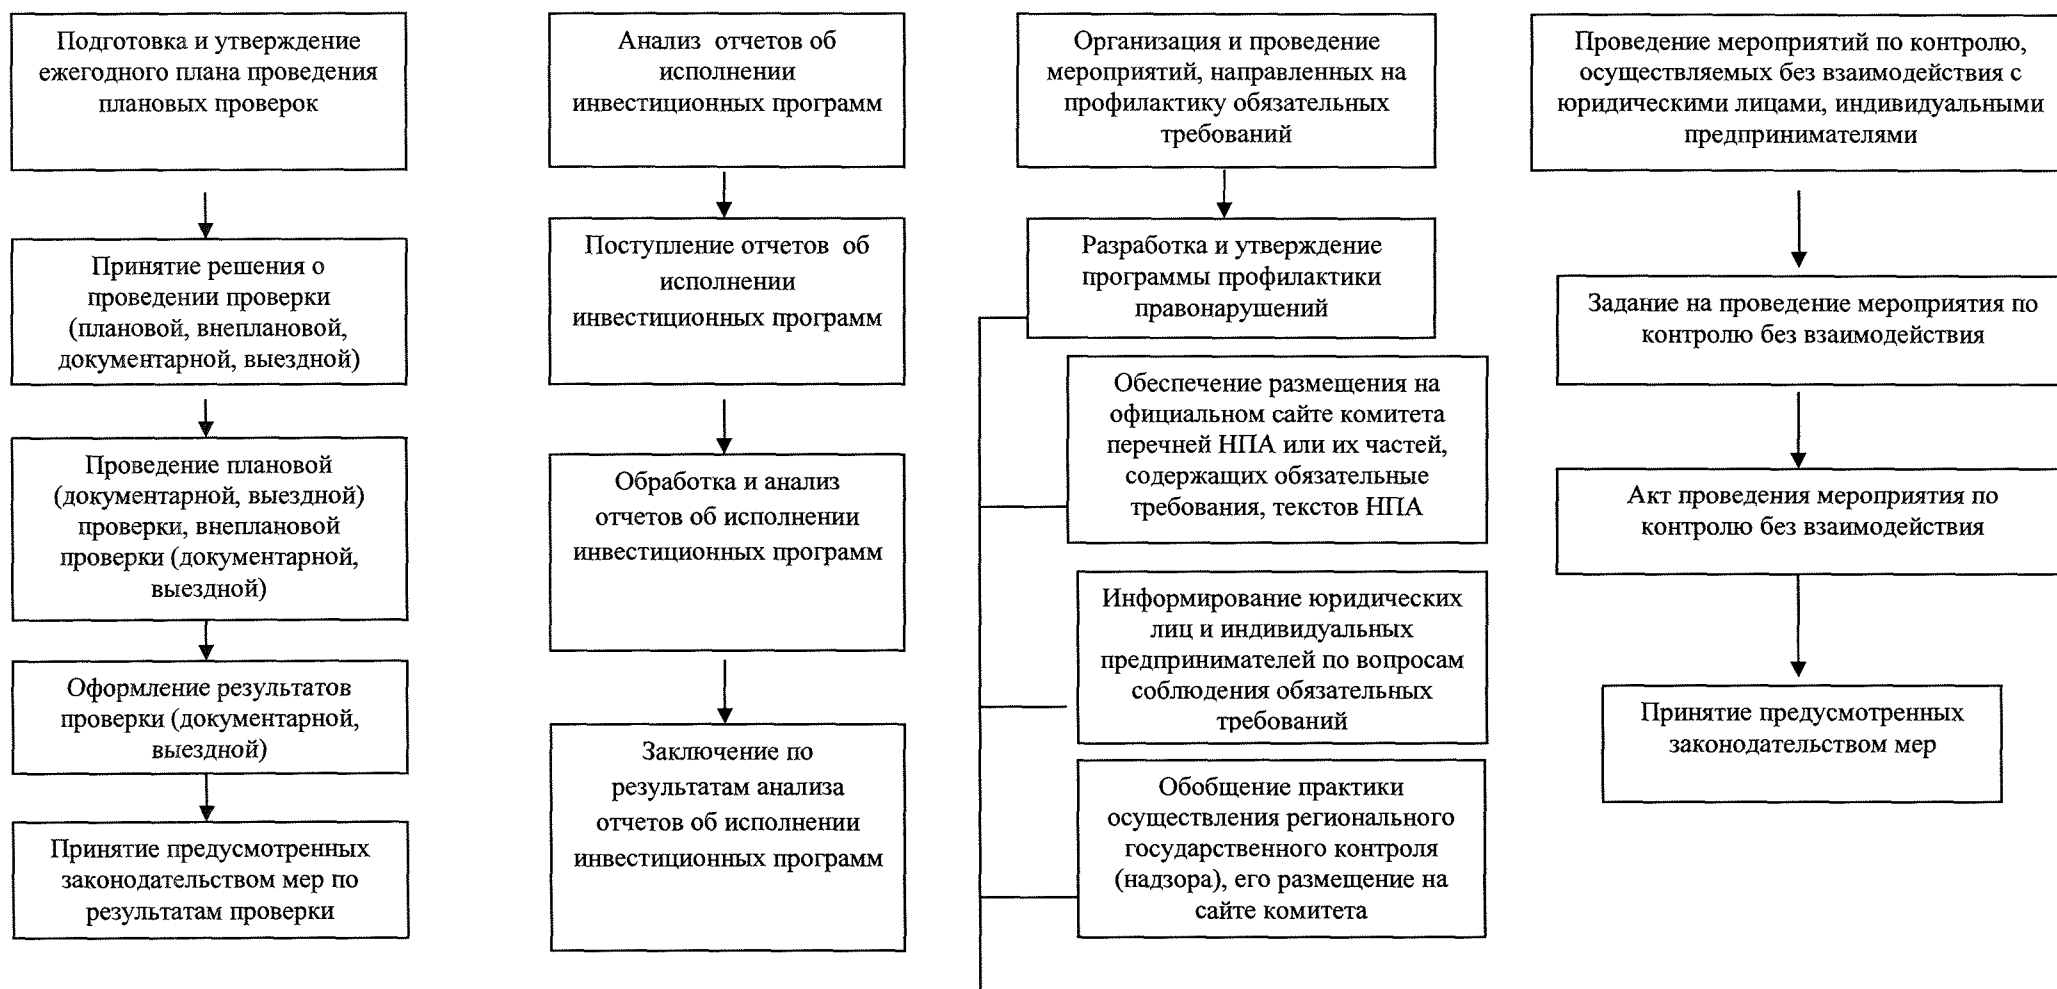 Подготовка и утверждение
ежегодного плана проведения
плановых проверок
Принятие решения о
проведении проверки
(плановой, внеплановой,
документарной, выездной)
Проведение плановой
(документарной, выездной)
проверки, внеплановой
проверки (документарной,
выездной)
Оформление результатов
проверки (документарной,
выездной)
Принятие предусмотренных
законодательством мер по
результатам проверки
Анализ отчетов об
исполнении
инвестиционных программ
Поступление отчетов об
исполнении
инвестиционных программ
Обработка и анализ
отчетов об исполнении
инвестиционных программ
Заключение по
результатам анализа
отчетов об исполнении
инвестиционных программ
Организация и проведение
мероприятий, направленных на
профилактику обязательных
требований
Разработка и утверждение
программы профилактики
правонарушений
Обеспечение размещения на
официальном сайте комитета
перечней НПА или их частей,
содержащих обязательные
требования, текстов НПА
Информирование юридических
лиц и индивидуальных
предпринимателей по вопросам
соблюдения обязательных
требований
Обобщение практики
осуществления регионального
государственного контроля
(надзора), его размещение на
сайте комитета
Проведение мероприятий по контролю,
осуществляемых без взаимодействия с
юридическими лицами, индивидуальными
предпринимателями
Задание на проведение мероприятия по
контролю без взаимодействия
Акт проведения мероприятия по
контролю без взаимодействия
Принятие предусмотренных
законодательством мер